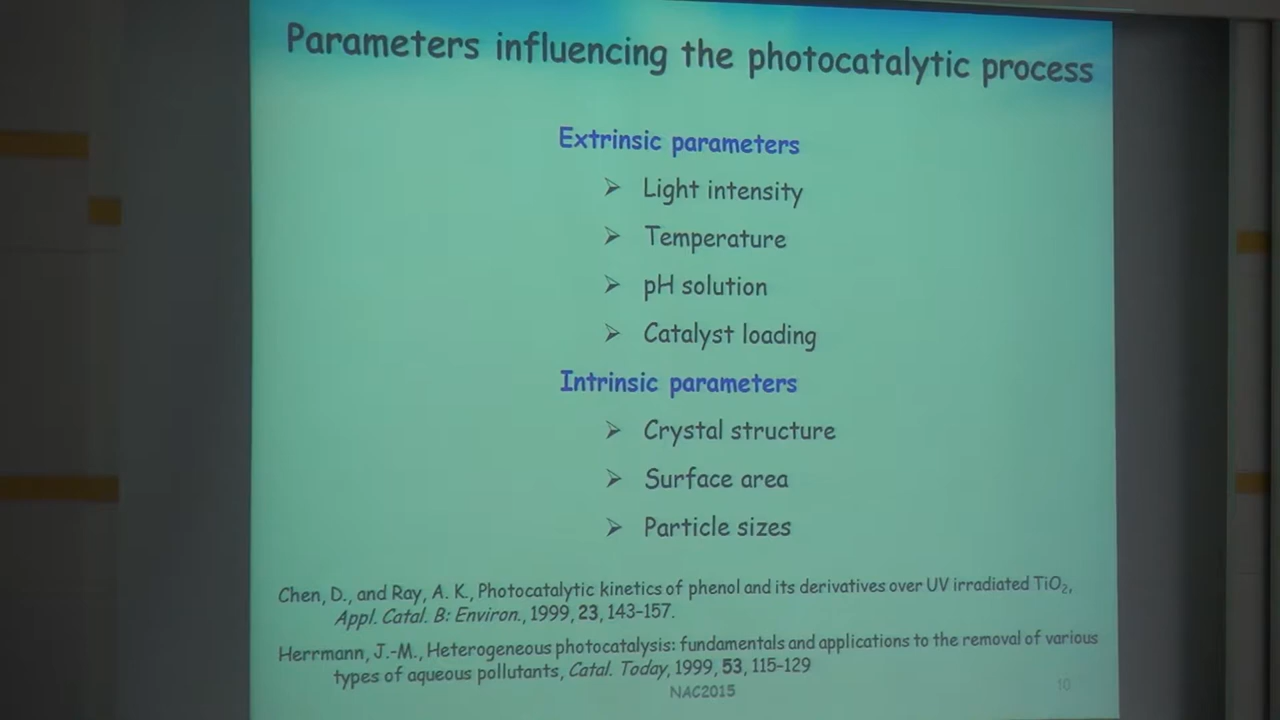 Parameters influencing the photocatalytic process
Extrinsic parameters
➢ Light intensity
➢ Temperature
➢ pH solution
➢ Catalyst loading
Intrinsic parameters
➢ Crystal structure
➢ Surface area
➢ Particle sizes
Chen, D., and Ray, A. K., Photocatalytic kinetics of phenol and its derivatives over UV irradiated TiO₂,
Appl. Catal. B: Environ., 1999, 23, 143-157.
Herrmann, J.-M., Heterogeneous photocatalysis: fundamentals and applications to the removal of various
types of aqueous pollutants, Catal. Today, 1999, 53, 115-129
NAC2015
10